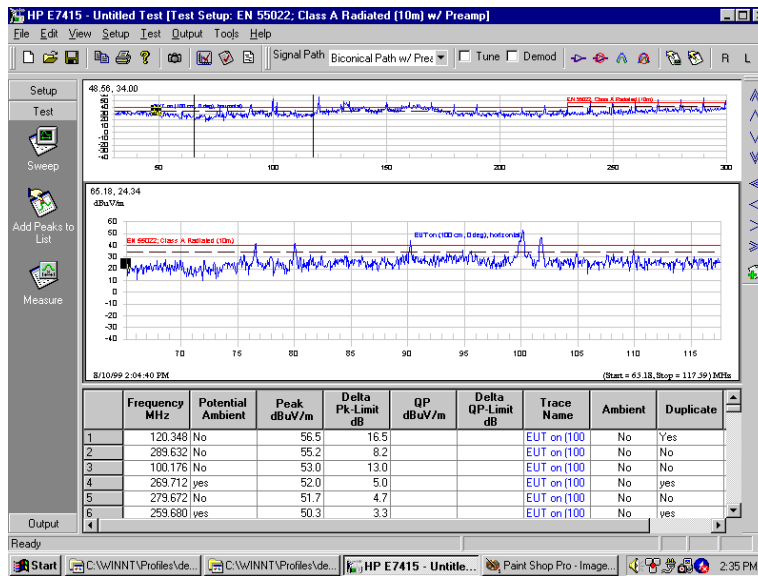 HP E7415 - Untitled Test [Test Setup: EN 55022; Class A Radiated (10m) w/ Preamp]
File Edit View Setup Test Output Tools Help
Signal Path Biconical Path w/ Prea Tune Demod R L
Setup
Test
Sweep
Add Peaks to List
Measure
Output
48.56, 34.00
EUT on (100 cm, 0 deg), horizontal
EN 55022; Class A Radiated (10m)
50 100 150 200 250 300
65.18, 24.34
dBuV/m
60
50
40
30
20
10
0
-10
-20
-30
-40
EN 55022; Class A Radiated (10m)
EUT on (100 cm, 0 deg), horizontal
70 75 80 85 90 95 100 105 110 115
8/10/99 2:04:40 PM (Start = 65.18, Stop = 117.59) MHz
Frequency MHz Potential Ambient Peak dBuV/m Delta Pk-Limit dB QP dBuV/m Delta QP-Limit dB Trace Name Ambient Duplicate
1 120.348 No 56.5 16.5 EUT on (100 No Yes
2 289.632 No 55.2 8.2 EUT on (100 No No
3 100.176 No 53.0 13.0 EUT on (100 No No
4 269.712 yes 52.0 5.0 EUT on (100 No yes
5 279.672 No 51.7 4.7 EUT on (100 No No
6 259.680 yes 50.3 3.3 EUT on (100 No yes
Ready
Start C:\WINNT\Profiles\de... C:\WINNT\Profiles\de... HP E7415 - Untitle... Paint Shop Pro - Image... 2:35 PM